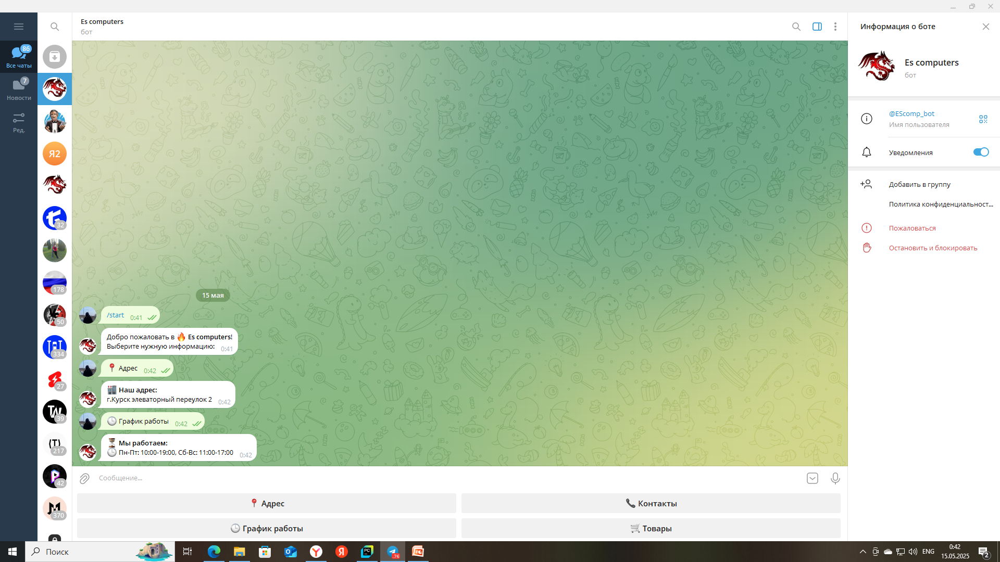 Es computers
бот
Информация о боте
86
Все чаты
7
Новости
Ред.
Я2
32
178
50
334
27
39
217
42
370
Es computers
бот
@EScomp_bot
Имя пользователя
Уведомления
Добавить в группу
Политика конфиденциальност...
Пожаловаться
Остановить и блокировать
15 мая
/start 0:41
Добро пожаловать в 🔥 Es computers!
Выберите нужную информацию: 0:41
📍 Адрес 0:42
🏢 Наш адрес:
г.Курск элеваторный переулок 2 0:42
🕒 График работы 0:42
⏳ Мы работаем:
🕒 Пн-Пт: 10:00-19:00, Сб-Вс: 11:00-17:00 0:42
Сообщение...
📍 Адрес
📞 Контакты
🕒 График работы
🛒 Товары
Поиск
PC
.76
ENG
0:42
15.05.2025
2